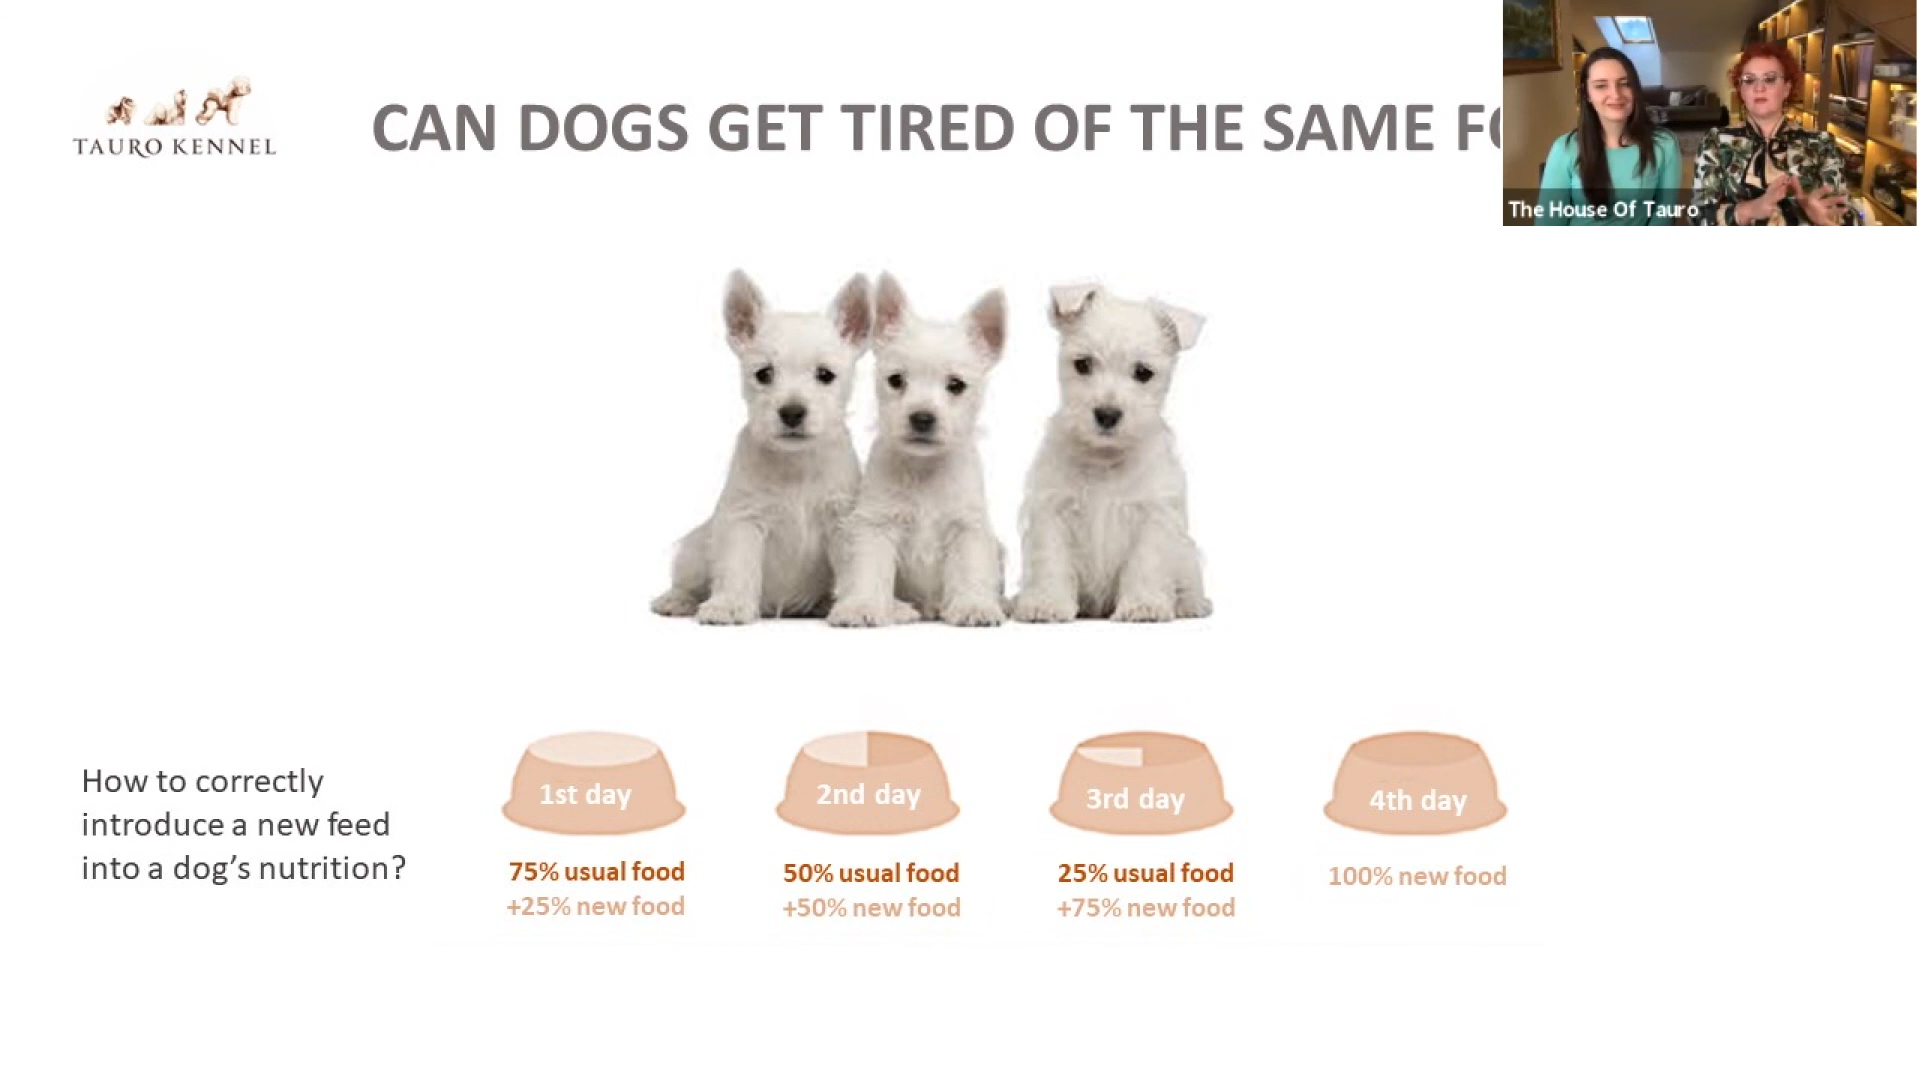 TAURO KENNEL
CAN DOGS GET TIRED OF THE SAME
The House Of Tauro
How to correctly
introduce a new feed
into a dog's nutrition?
1st day
75% usual food
+25% new food
2nd day
50% usual food
+50% new food
3rd day
25% usual food
+75% new food
4th day
100% new food